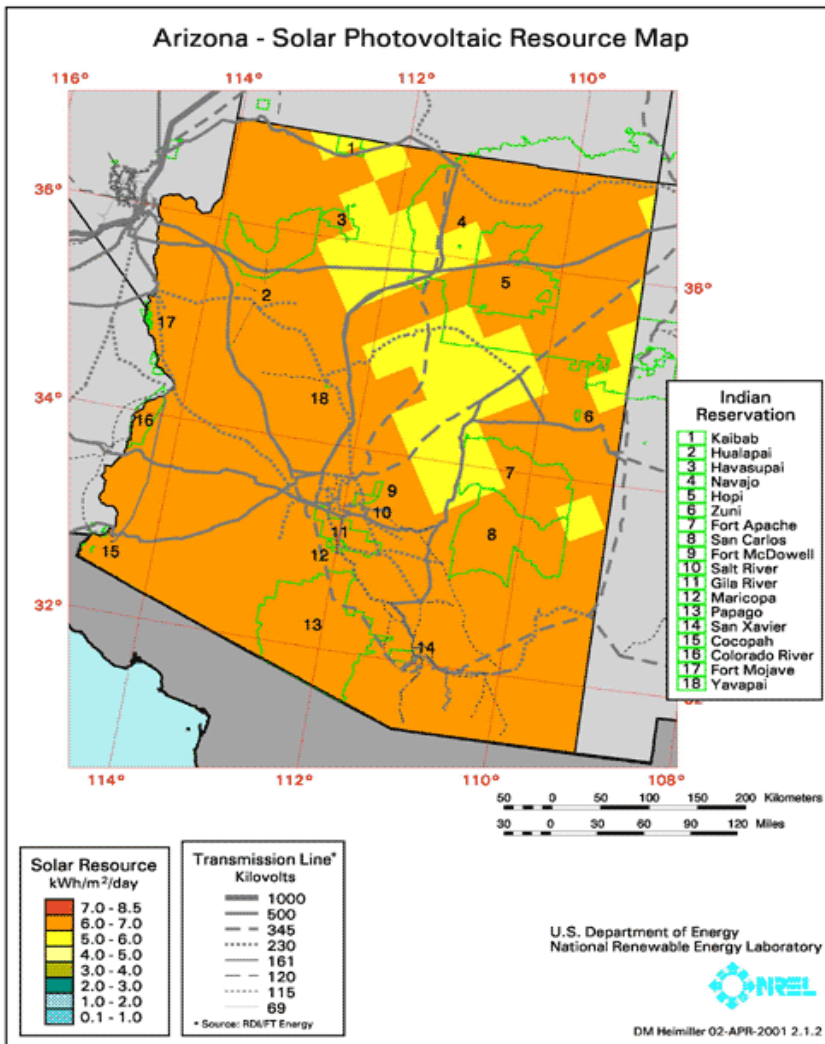 Arizona - Solar Photovoltaic Resource Map
116°
114°
112°
110°
36°
38°
34°
32°
114°
112°
110°
108°
1
2
3
4
5
6
7
8
9
10
11
12
13
14
15
16
17
18
Indian
Reservation
1 Kaibab
2 Hualapai
3 Havasupai
4 Navajo
5 Hopi
6 Zuni
7 Fort Apache
8 San Carlos
9 Fort McDowell
10 Salt River
11 Gila River
12 Maricopa
13 Papago
14 San Xavier
15 Cocopah
16 Colorado River
17 Fort Mojave
18 Yavapai
50 0 50 100 150 200 Kilometers
30 0 30 60 90 120 Miles
Solar Resource
kWh/m²/day
7.0 - 8.5
6.0 - 7.0
5.0 - 6.0
4.0 - 5.0
3.0 - 4.0
2.0 - 3.0
1.0 - 2.0
0.1 - 1.0
Transmission Line*
Kilovolts
1000
500
345
230
161
120
115
69
* Source: RDI/FT Energy
U.S. Department of Energy
National Renewable Energy Laboratory
NREL
DM Heimiller 02-APR-2001 2.1.2